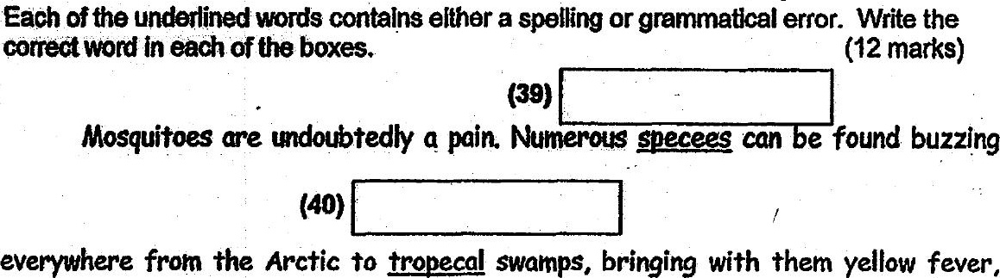 Each of the underlined words contains either a spelling or grammatical error. Write the
correct word in each of the boxes. (12 marks)
(39)
Mosquitoes are undoubtedly a pain. Numerous specees can be found buzzing
(40)
everywhere from the Arctic to tropecal swamps, bringing with them yellow fever,